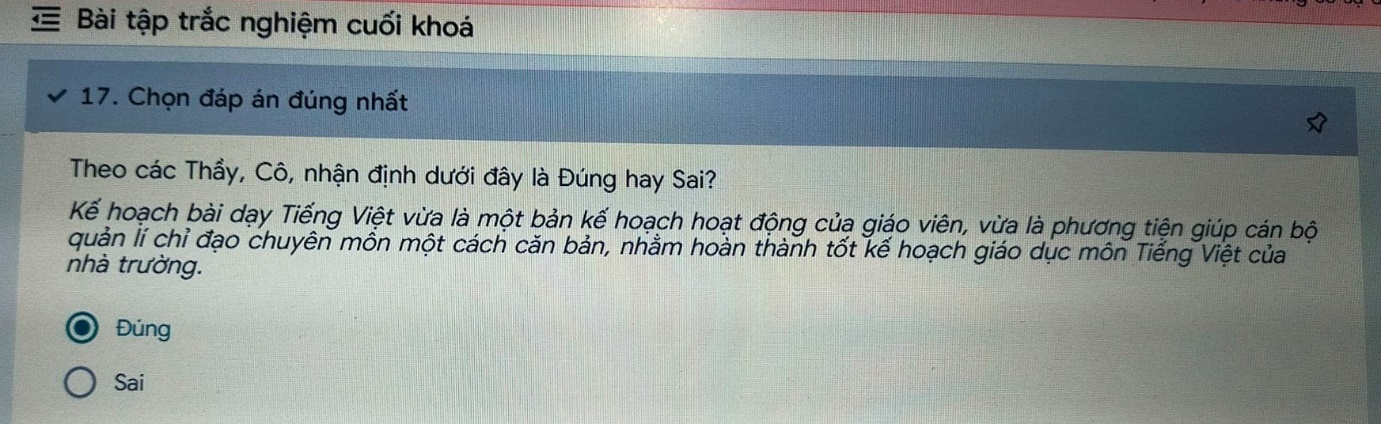 Bài tập trắc nghiệm cuối khoá
17. Chọn đáp án đúng nhất
Theo các Thầy, Cô, nhận định dưới đây là Đúng hay Sai?
Kế hoạch bài dạy Tiếng Việt vừa là một bản kế hoạch hoạt động của giáo viên, vừa là phương tiện giúp cán bộ
quản lí chỉ đạo chuyên môn một cách căn bản, nhằm hoàn thành tốt kế hoạch giáo dục môn Tiếng Việt của
nhà trường.
Đúng
Sai